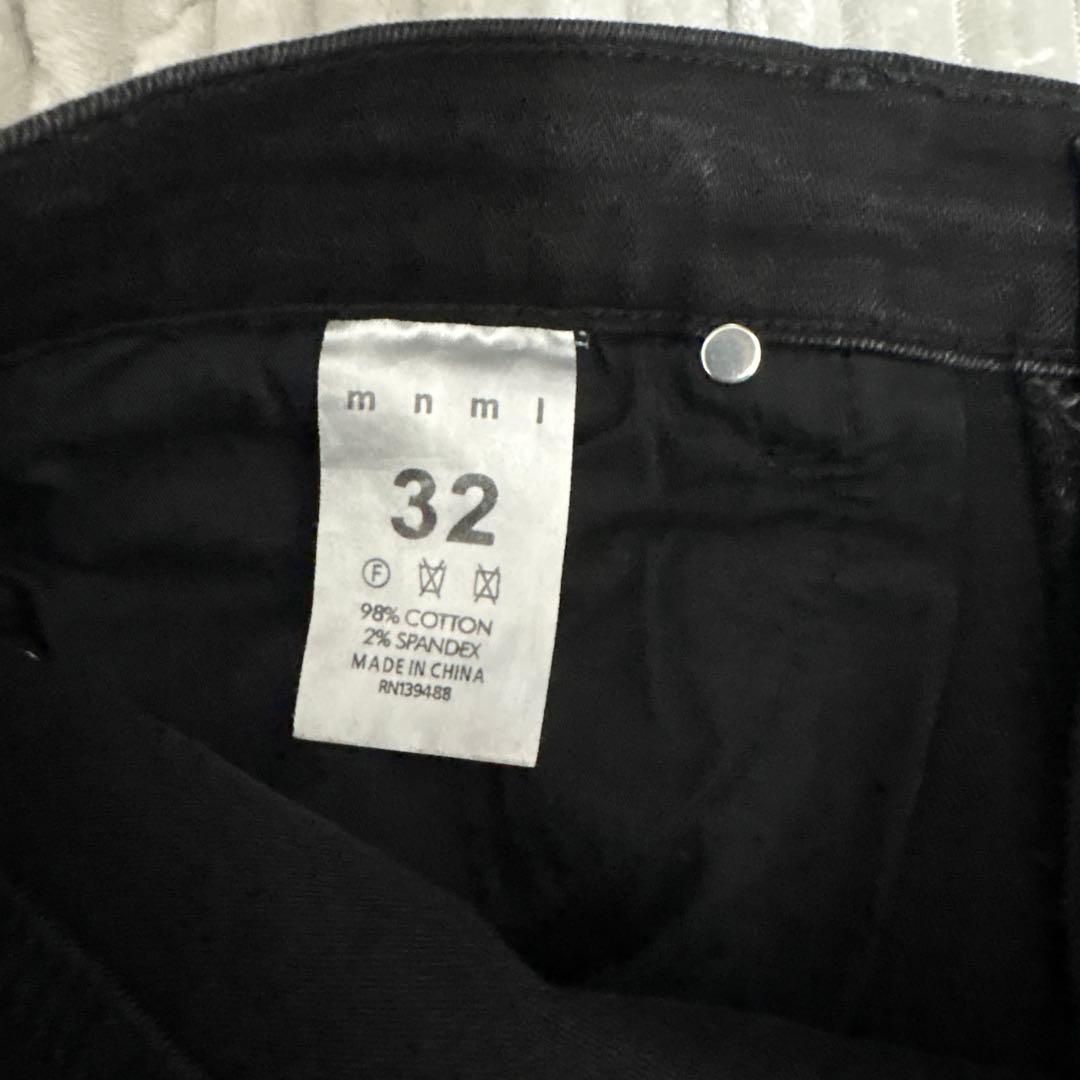 m n m l
32
F
98% COTTON
2% SPANDEX
MADE IN CHINA
RN139488